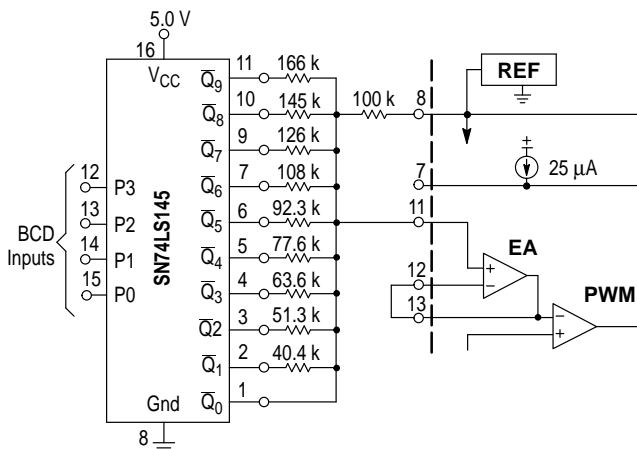 5.0 V
16
VCC
SN74LS145
Gnd
8
BCD
Inputs
12
P3
13
P2
14
P1
15
P0
Q̅9
11
166 k
Q̅8
10
145 k
Q̅7
9
126 k
Q̅6
7
108 k
Q̅5
6
92.3 k
Q̅4
5
77.6 k
Q̅3
4
63.6 k
Q̅2
3
51.3 k
Q̅1
2
40.4 k
Q̅0
1
100 k
8
REF
7
25 μA
11
EA
+
−
12
13
PWM
−
+